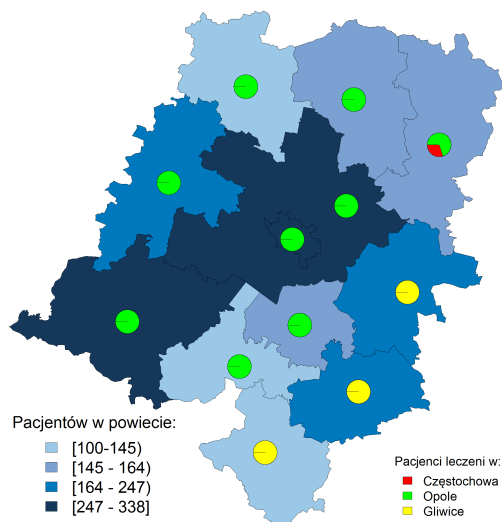 Pacjentów w powiecie:
[100-145)
[145 - 164)
[164 - 247)
[247 - 338]
Pacjenci leczeni w:
Częstochowa
Opole
Gliwice